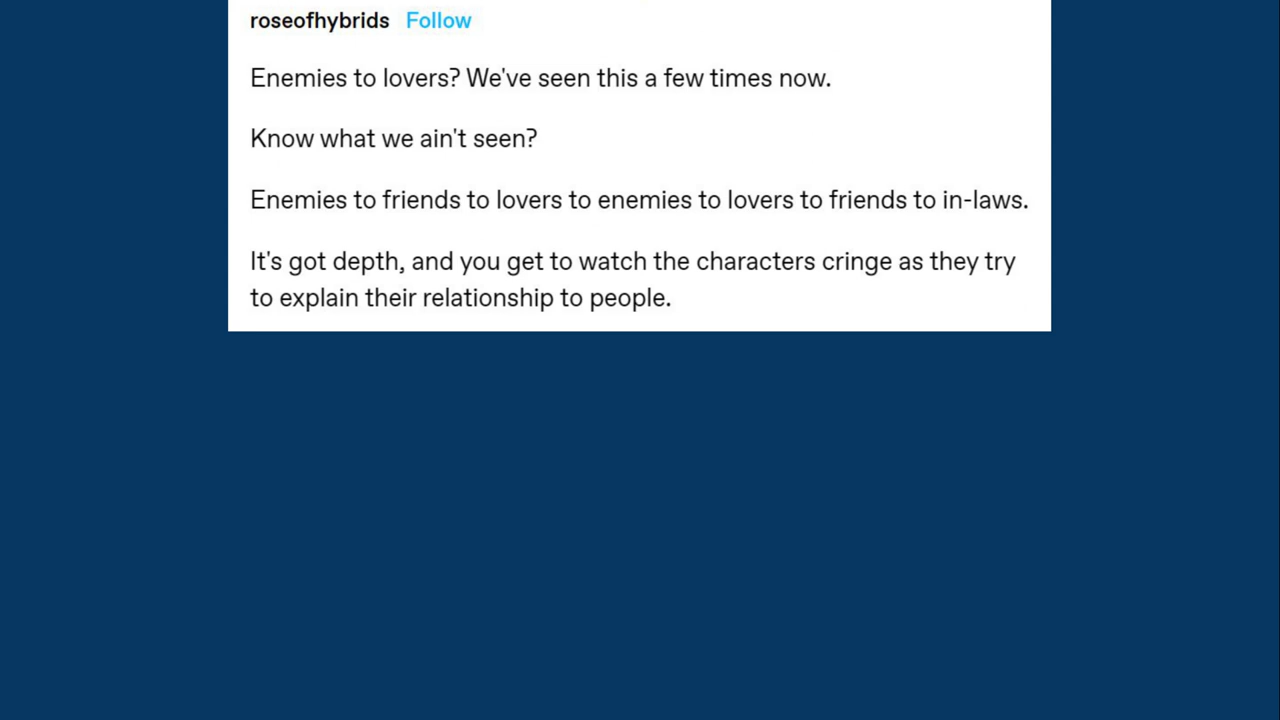 roseofhybrids Follow
Enemies to lovers? We've seen this a few times now.
Know what we ain't seen?
Enemies to friends to lovers to enemies to lovers to friends to in-laws.
It's got depth, and you get to watch the characters cringe as they try
to explain their relationship to people.